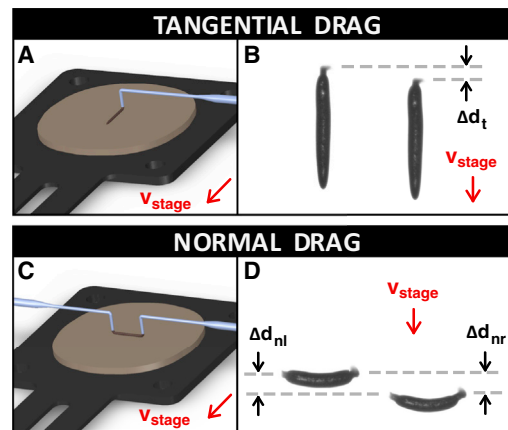 TANGENTIAL DRAG
A
v_stage
B
Δd_t
v_stage
NORMAL DRAG
C
v_stage
D
v_stage
Δd_nl
Δd_nr